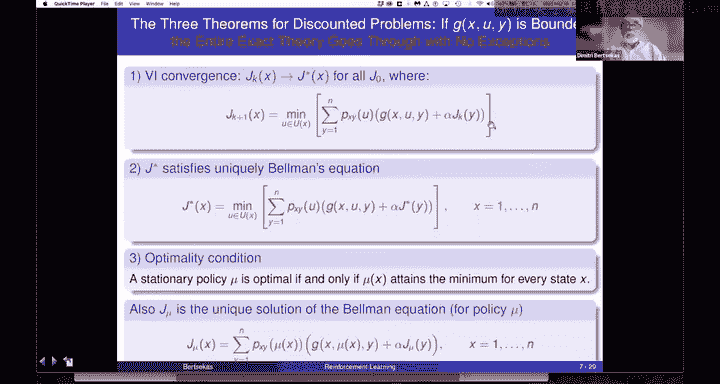 QuickTime Player File Edit View Window Help
The Three Theorems for Discounted Problems: If g(x, u, y) is Bounde
the Entire Exact Theory Goes Through with No Exceptions
Dimitri Bertsekas
1) VI convergence: J_k(x) → J*(x) for all J_0, where:
J_{k+1}(x) = min_{u∈U(x)} [ ∑_{y=1}^{n} p_{xy}(u)(g(x, u, y) + αJ_k(y)) ]
2) J* satisfies uniquely Bellman's equation
J*(x) = min_{u∈U(x)} [ ∑_{y=1}^{n} p_{xy}(u)(g(x, u, y) + αJ*(y)) ], x = 1, . . . , n
3) Optimality condition
A stationary policy μ is optimal if and only if μ(x) attains the minimum for every state x.
Also J_μ is the unique solution of the Bellman equation (for policy μ)
J_μ(x) = ∑_{y=1}^{n} p_{xy}(μ(x)) (g(x, μ(x), y) + αJ_μ(y)), x = 1, . . . , n
Bertsekas Reinforcement Learning 7 / 29